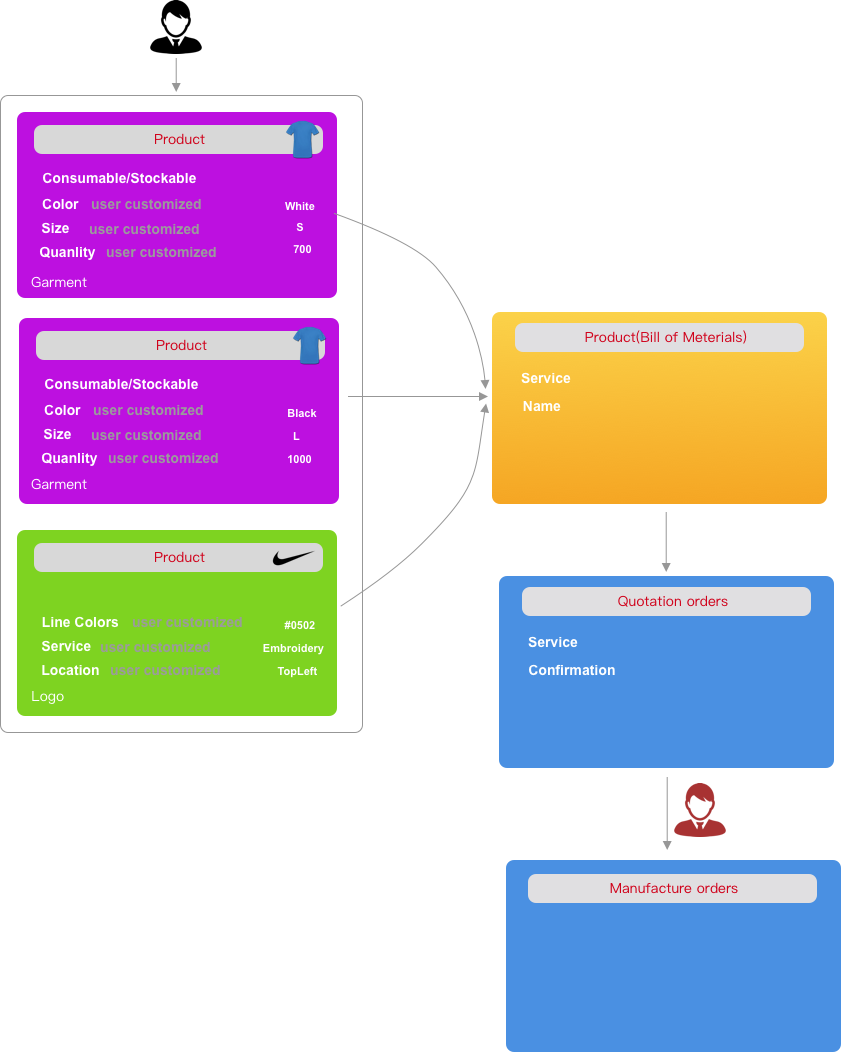 Product
Consumable/Stockable
Color user customized White
Size user customized S
Quanlity user customized 700
Garment
Product
Consumable/Stockable
Color user customized Black
Size user customized L
Quanlity user customized 1000
Garment
Product
Line Colors user customized #0502
Service user customized Embroidery
Location user customized TopLeft
Logo
Product(Bill of Meterials)
Service
Name
Quotation orders
Service
Confirmation
Manufacture orders